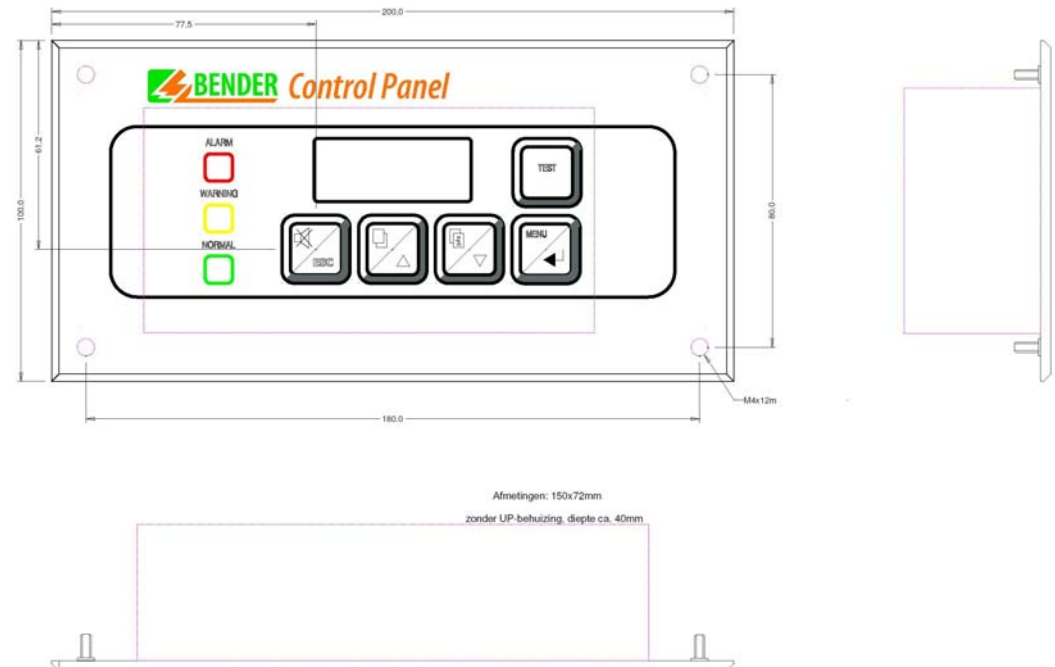 200.0
77.5
BENDER Control Panel
61.2
100.0
80.0
ALARM
WARNING
NORMAL
TEST
ESC
MENU
M4x12m
180.0
Afmetingen: 150x72mm
zonder UP-behuizing, diepte ca. 40mm